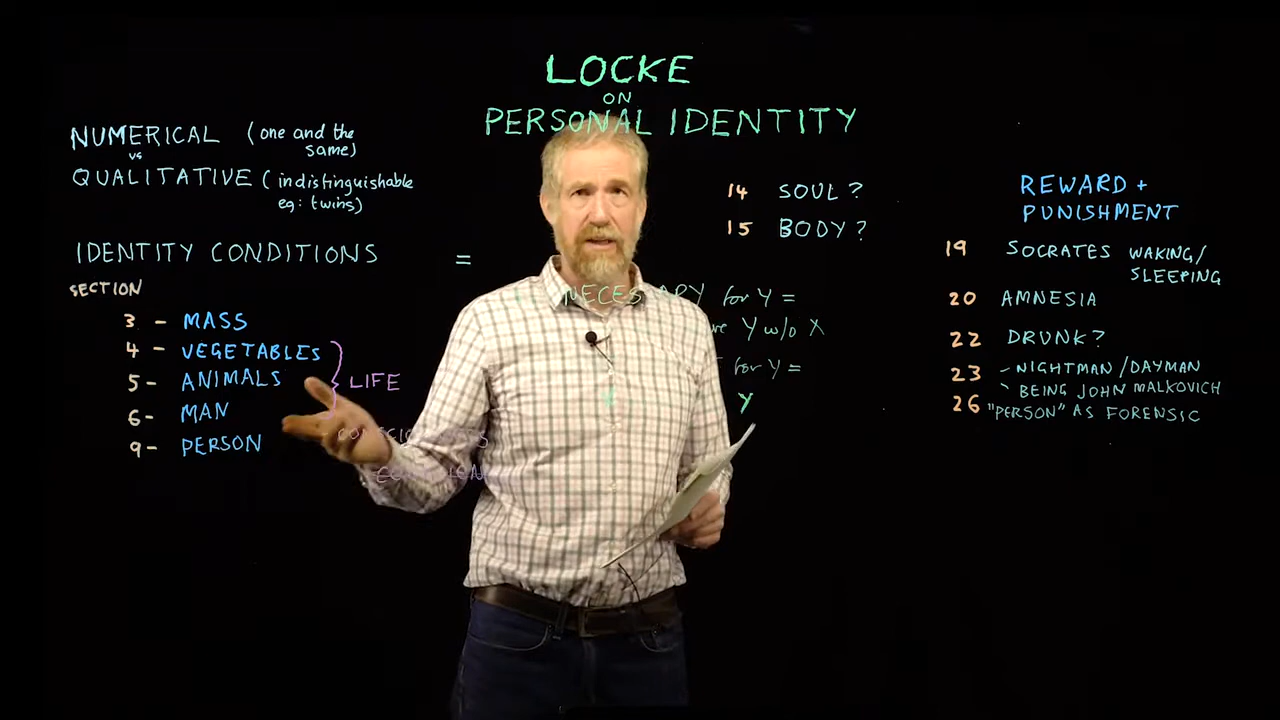 LOCKE
ON
PERSONAL IDENTITY
NUMERICAL (one and the
same)
vs
QUALITATIVE (indistinguishable
eg: twins)
IDENTITY CONDITIONS =
SECTION
3 - MASS
4 - VEGETABLES
5 - ANIMALS
6 - MAN
9 - PERSON
LIFE
14 SOUL?
15 BODY?
NECESSARY for Y =
Y w/o X
for Y =
Y
REWARD +
PUNISHMENT
19 SOCRATES WAKING/
SLEEPING
20 AMNESIA
22 DRUNK?
23 - NIGHTMAN/DAYMAN
- BEING JOHN MALKOVICH
26 "PERSON" AS FORENSIC